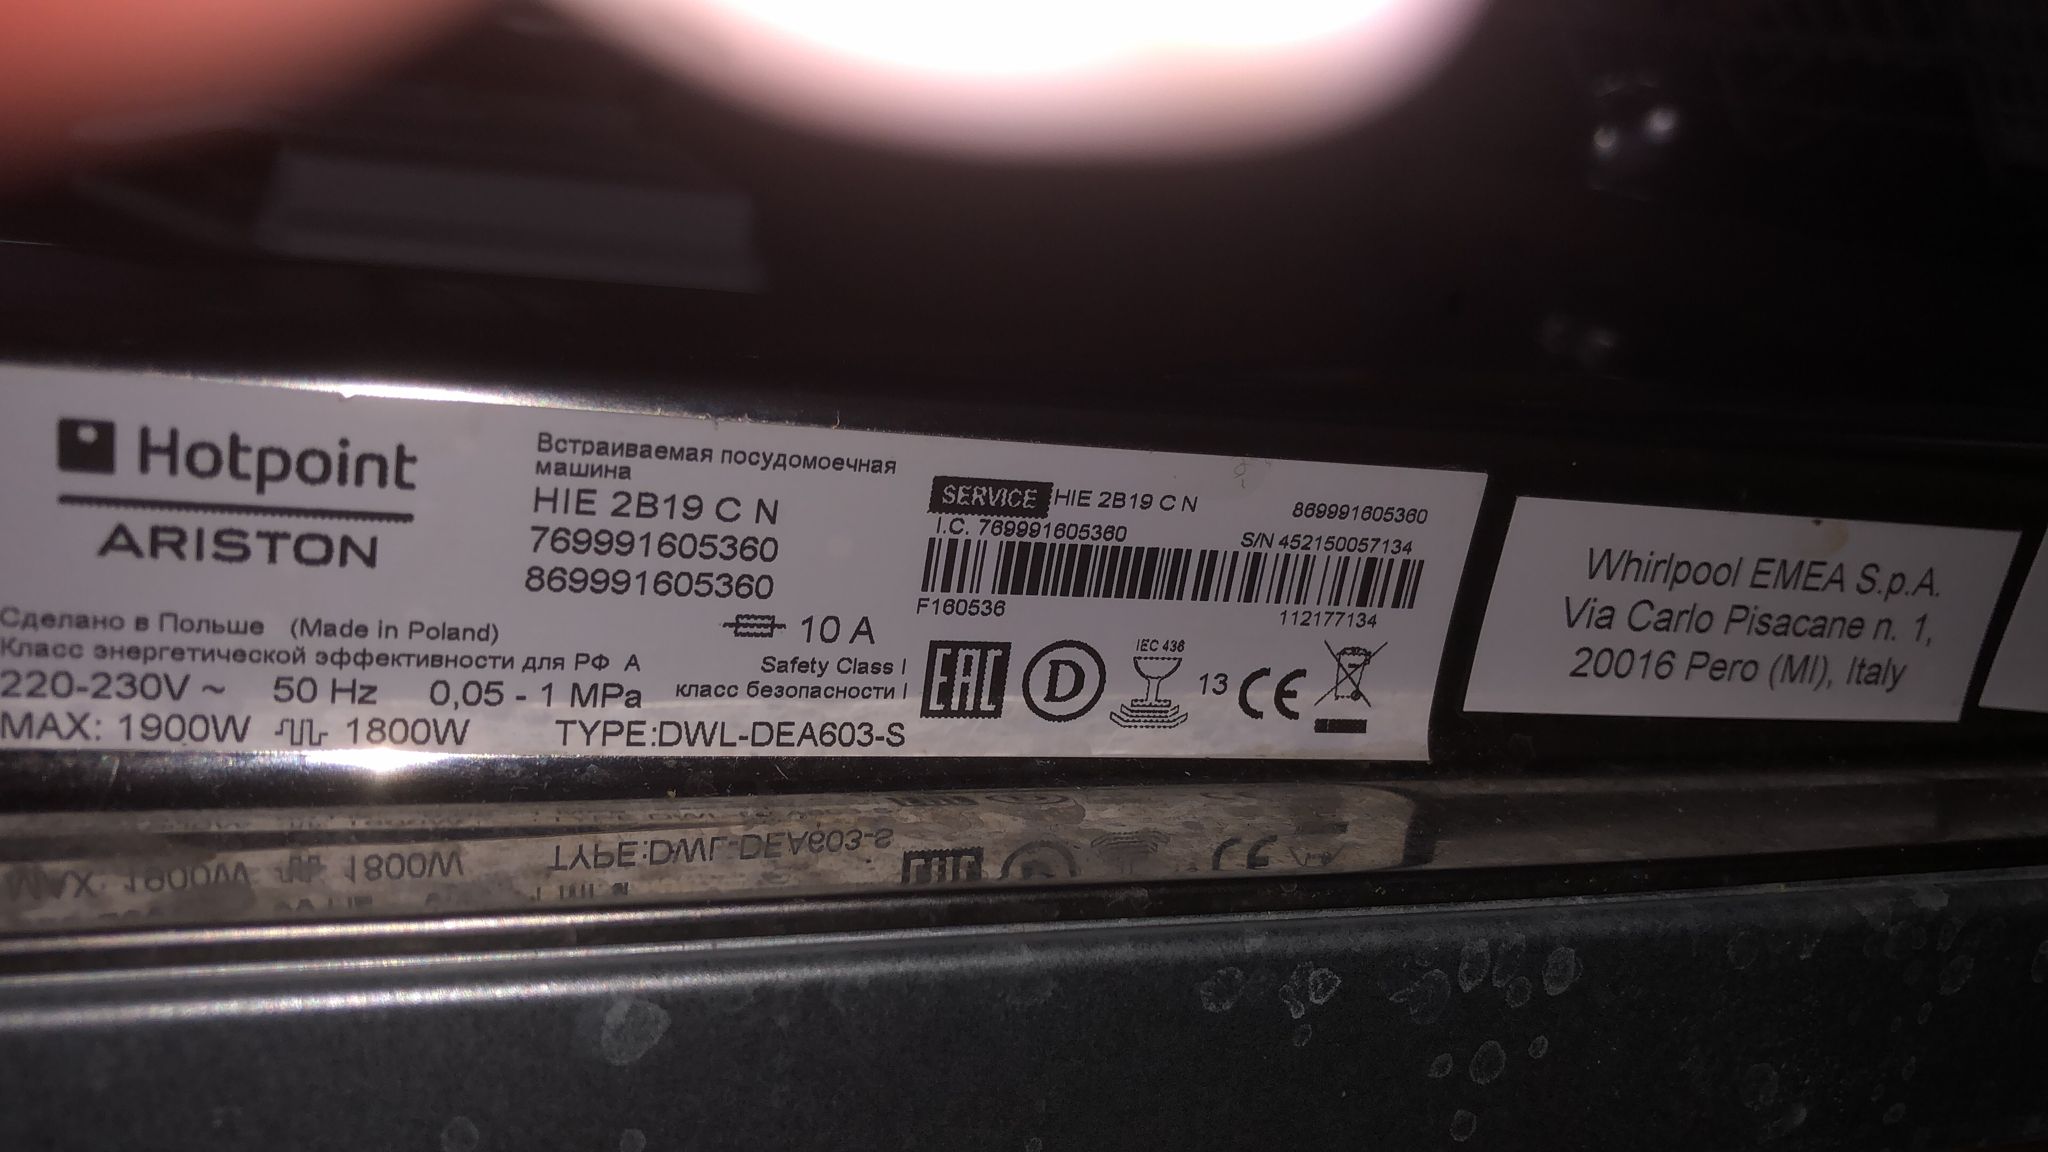 Hotpoint
ARISTON
Встраиваемая посудомоечная
машина
HIE 2B19 C N
769991605360
869991605360
Сделано в Польше (Made in Poland)
Класс энергетической эффективности для РФ A
220-230V ~ 50 Hz 0,05 - 1 MPa
MAX: 1900W 1800W TYPE:DWL-DEA603-S
10 A
Safety Class I
класс безопасности I
SERVICE HIE 2B19 C N 869991605360
I.C. 769991605360 S/N 452150057134
F160536 112177134
EAC D IEC 436 13 CE
Whirlpool EMEA S.p.A.
Via Carlo Pisacane n. 1,
20016 Pero (MI), Italy